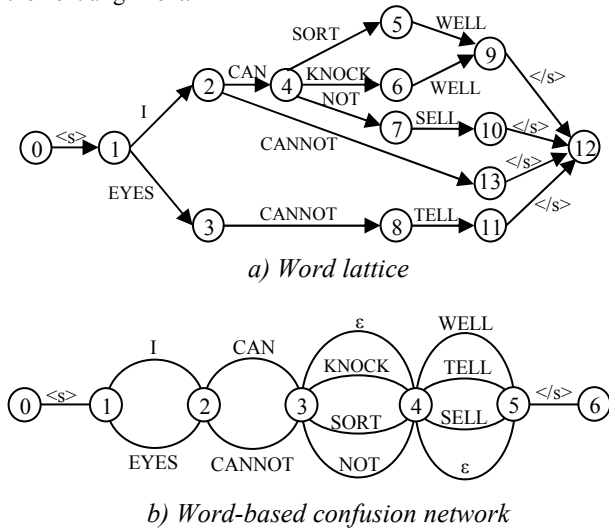 SORT 5 WELL
9
I 2 CAN 4 KNOCK 6 WELL </s>
NOT 7 SELL 10 </s>
0 <s> 1 CANNOT 12
13 </s>
EYES 3 CANNOT 8 TELL 11 </s>
a) Word lattice
ε WELL
I CAN KNOCK TELL
0 <s> 1 2 3 4 5 </s> 6
SORT SELL
EYES CANNOT NOT ε
b) Word-based confusion network